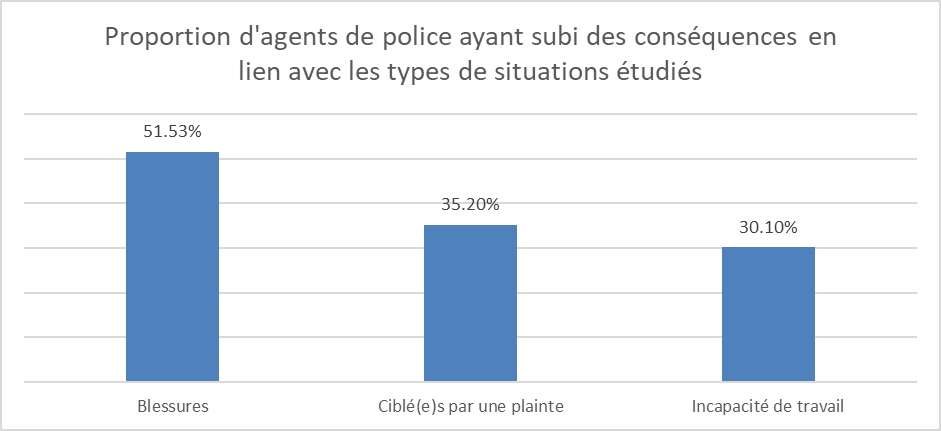 Proportion d'agents de police ayant subi des conséquences en
lien avec les types de situations étudiés
51.53%
35.20%
30.10%
Blessures
Ciblé(e)s par une plainte
Incapacité de travail